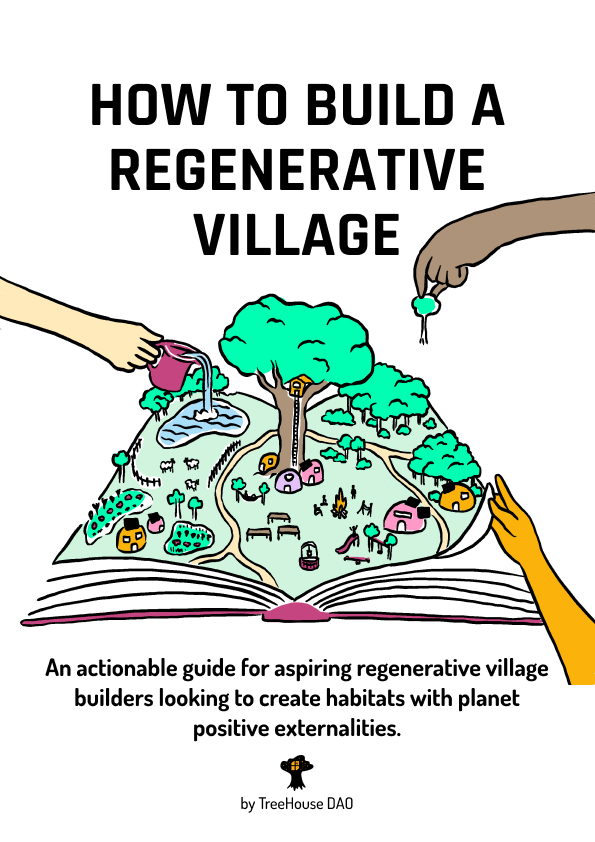 HOW TO BUILD A
REGENERATIVE
VILLAGE
An actionable guide for aspiring regenerative village
builders looking to create habitats with planet
positive externalities.
by TreeHouse DAO